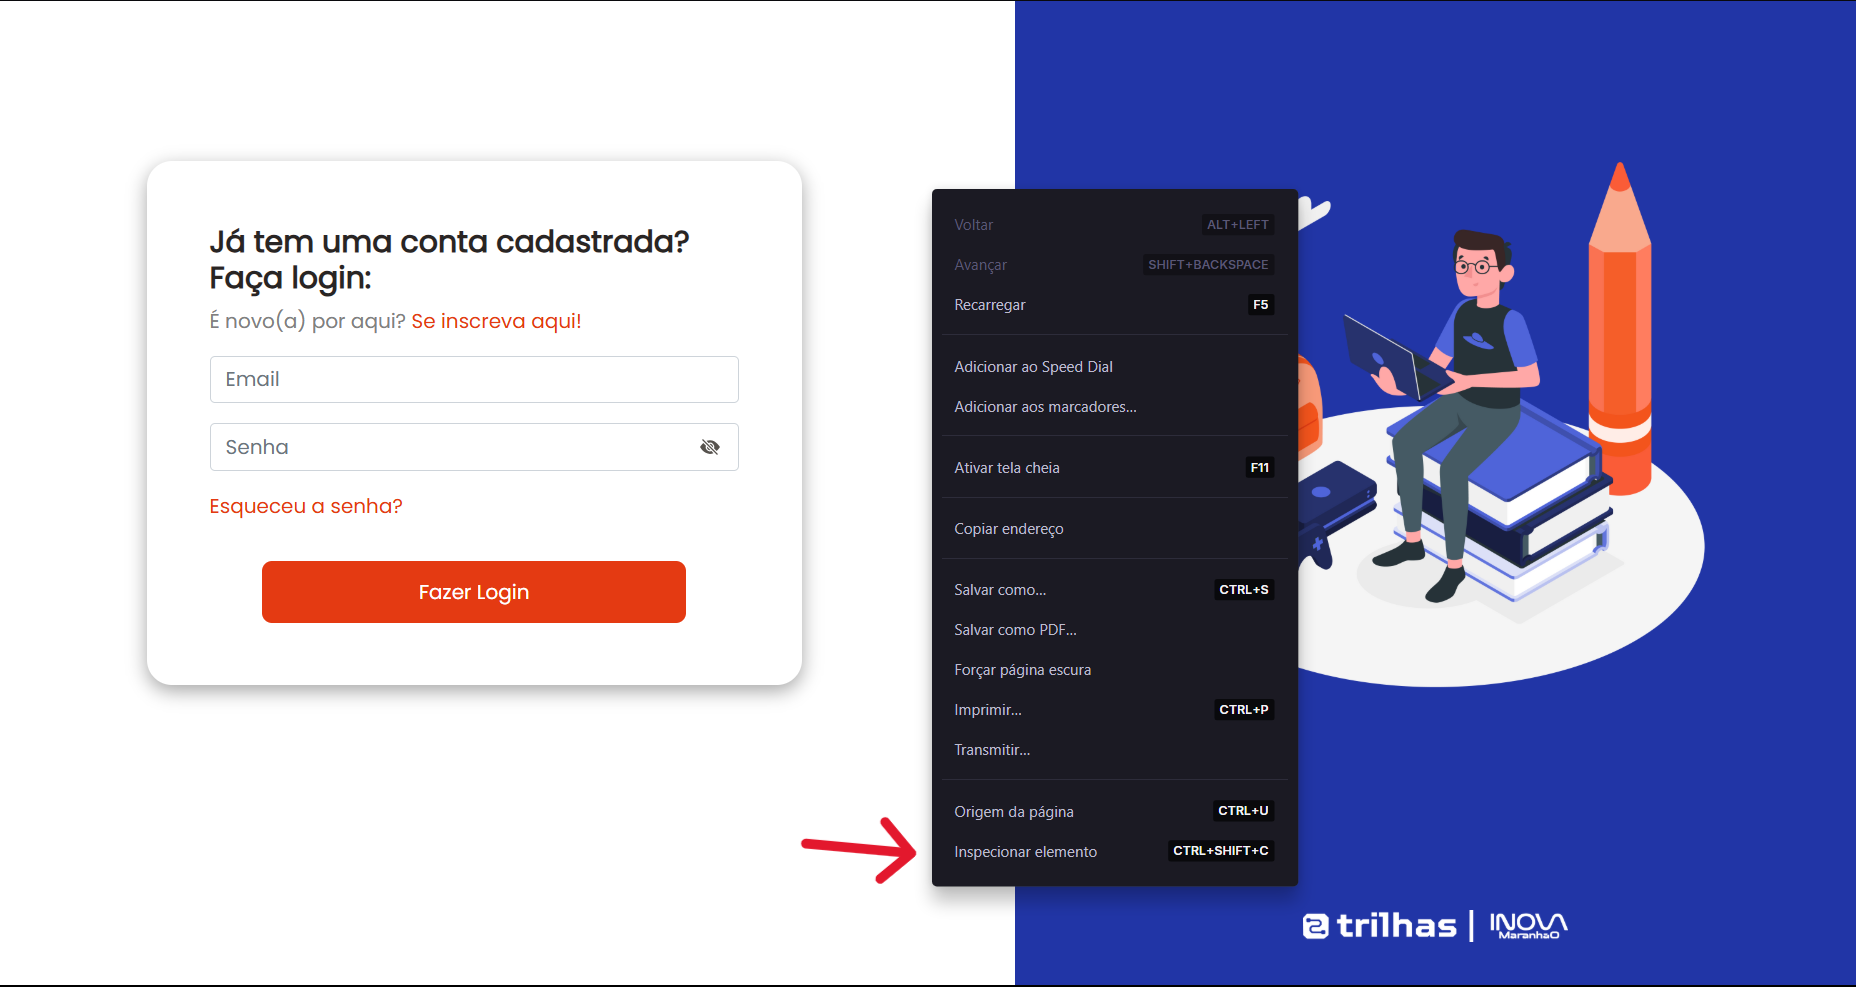 Já tem uma conta cadastrada?
Faça login:
É novo(a) por aqui? Se inscreva aqui!
Email
Senha
Esqueceu a senha?
Fazer Login
Voltar ALT+LEFT
Avançar SHIFT+BACKSPACE
Recarregar F5
Adicionar ao Speed Dial
Adicionar aos marcadores...
Ativar tela cheia F11
Copiar endereço
Salvar como... CTRL+S
Salvar como PDF...
Forçar página escura
Imprimir... CTRL+P
Transmitir...
Origem da página CTRL+U
Inspecionar elemento CTRL+SHIFT+C
trilhas | INOVA
MaranhaO